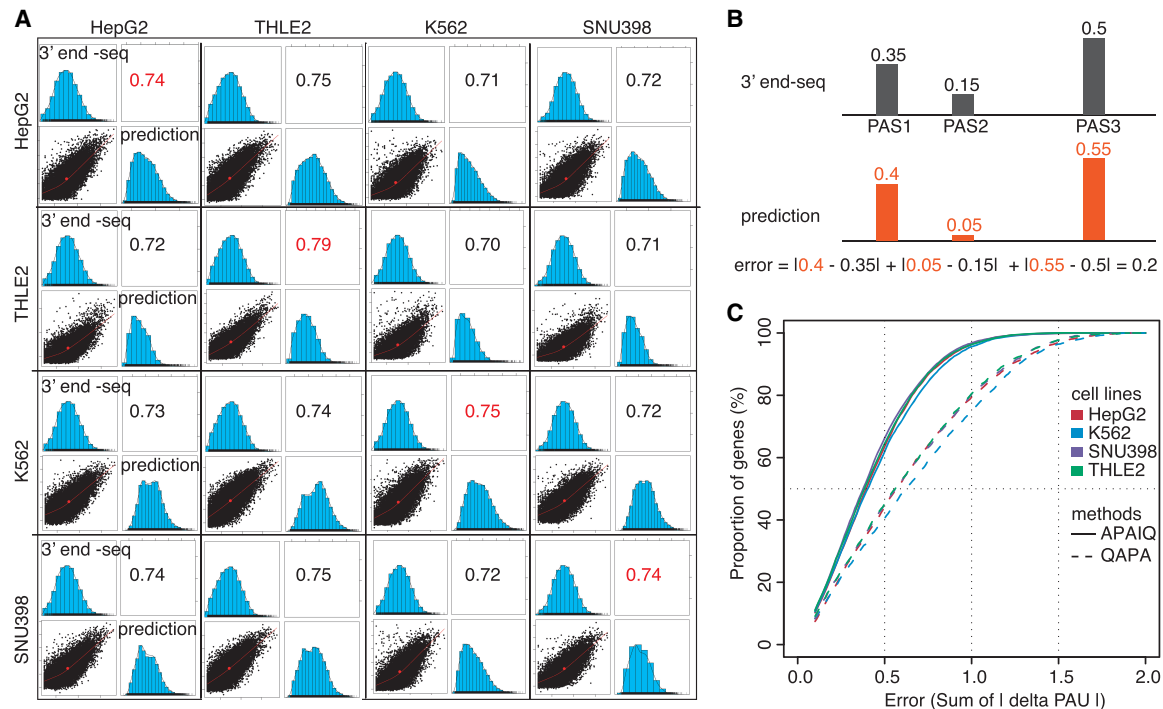 A
HepG2 THLE2 K562 SNU398
HepG2
3' end -seq
0.74
0.75
0.71
0.72
prediction
THLE2
3' end -seq
0.72
0.79
0.70
0.71
prediction
K562
3' end -seq
0.73
0.74
0.75
0.72
prediction
SNU398
3' end -seq
0.74
0.75
0.72
0.74
prediction
B
3' end-seq
0.35
0.15
0.5
PAS1 PAS2 PAS3
prediction
0.4
0.05
0.55
error = |0.4 - 0.35| + |0.05 - 0.15| + |0.55 - 0.5| = 0.2
C
Proportion of genes (%)
100
80
60
40
20
0
0.0 0.5 1.0 1.5 2.0
Error (Sum of | delta PAU |)
cell lines
HepG2
K562
SNU398
THLE2
methods
APAIQ
QAPA